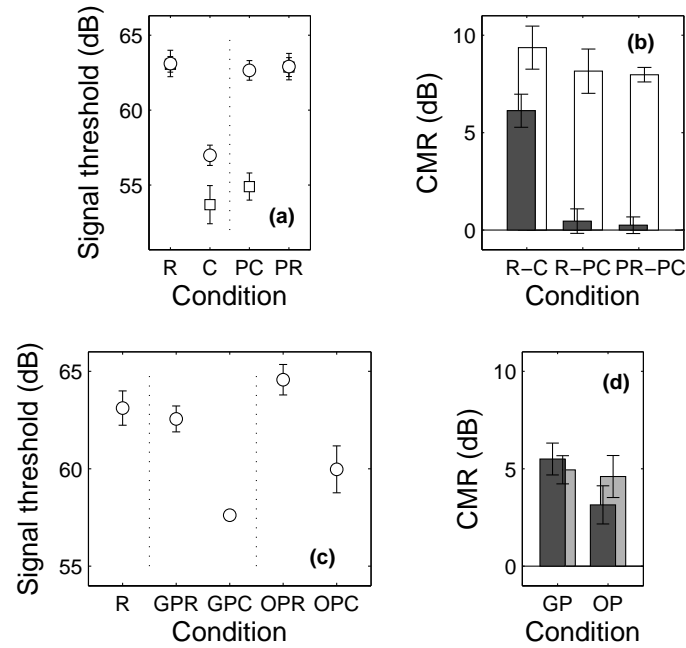 Signal threshold (dB)
65
60
55
(a)
R C PC PR
Condition
CMR (dB)
10
5
0
(b)
R−C R−PC PR−PC
Condition
Signal threshold (dB)
65
60
55
(c)
R GPR GPC OPR OPC
Condition
CMR (dB)
10
5
0
(d)
GP OP
Condition